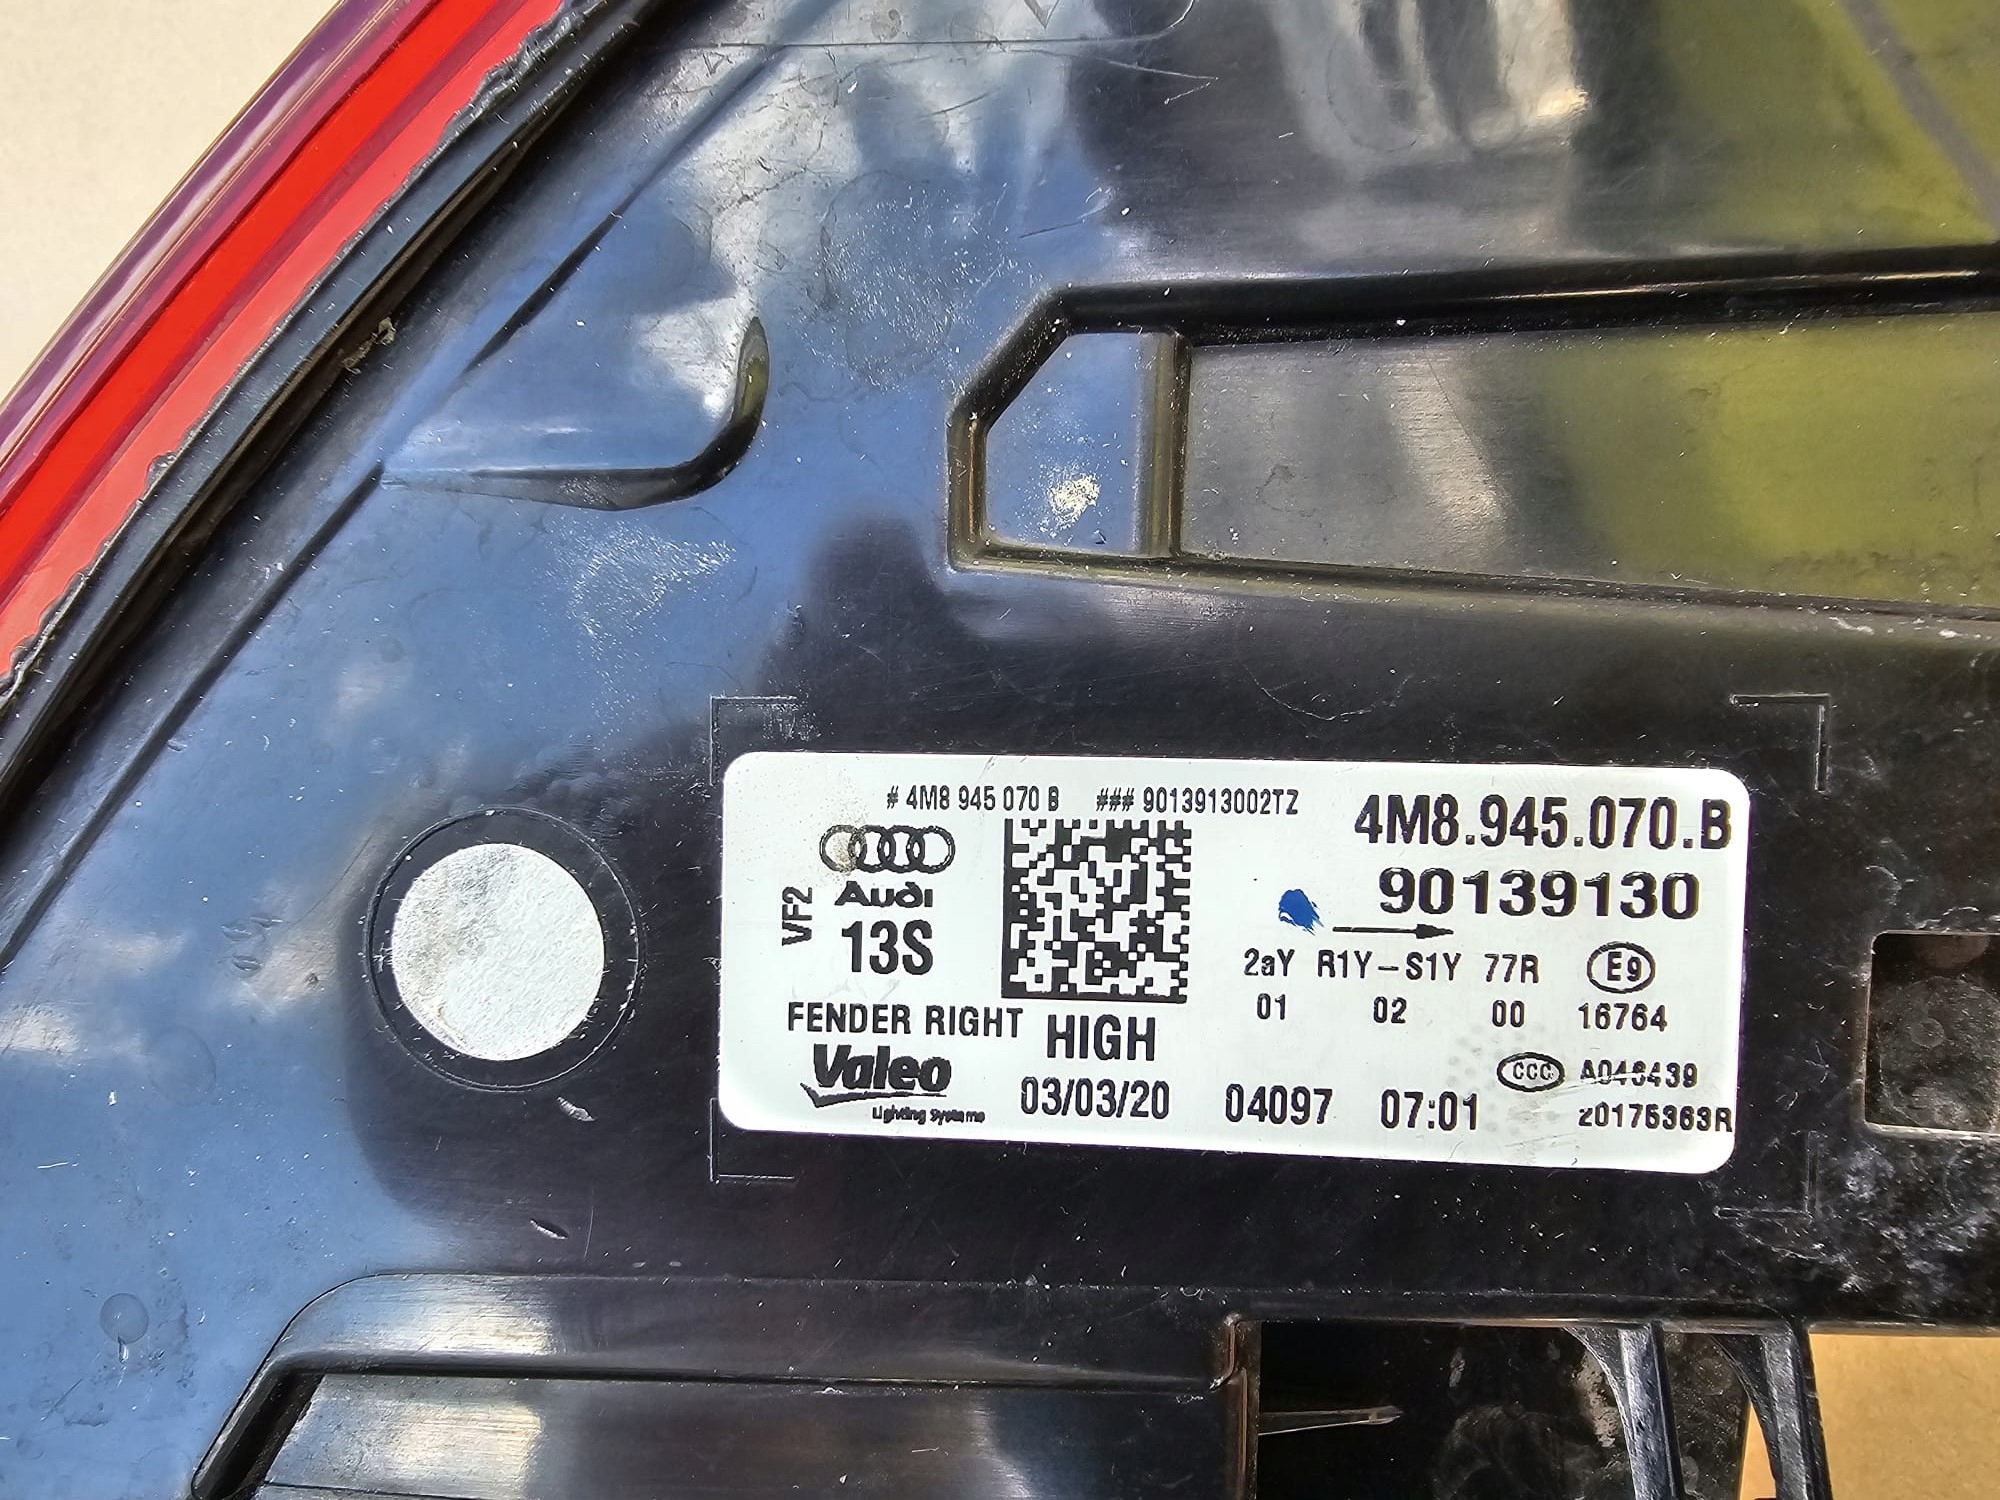 # 4M8 945 070 B ### 9013913002TZ
4M8.945.070.B
90139130
VF2
Audi
13S
2aY R1Y-S1Y 77R E9
01 02 00 16764
FENDER RIGHT HIGH
Valeo
Lighting Systems
03/03/20 04097 07:01
CCC A046439
20175363R